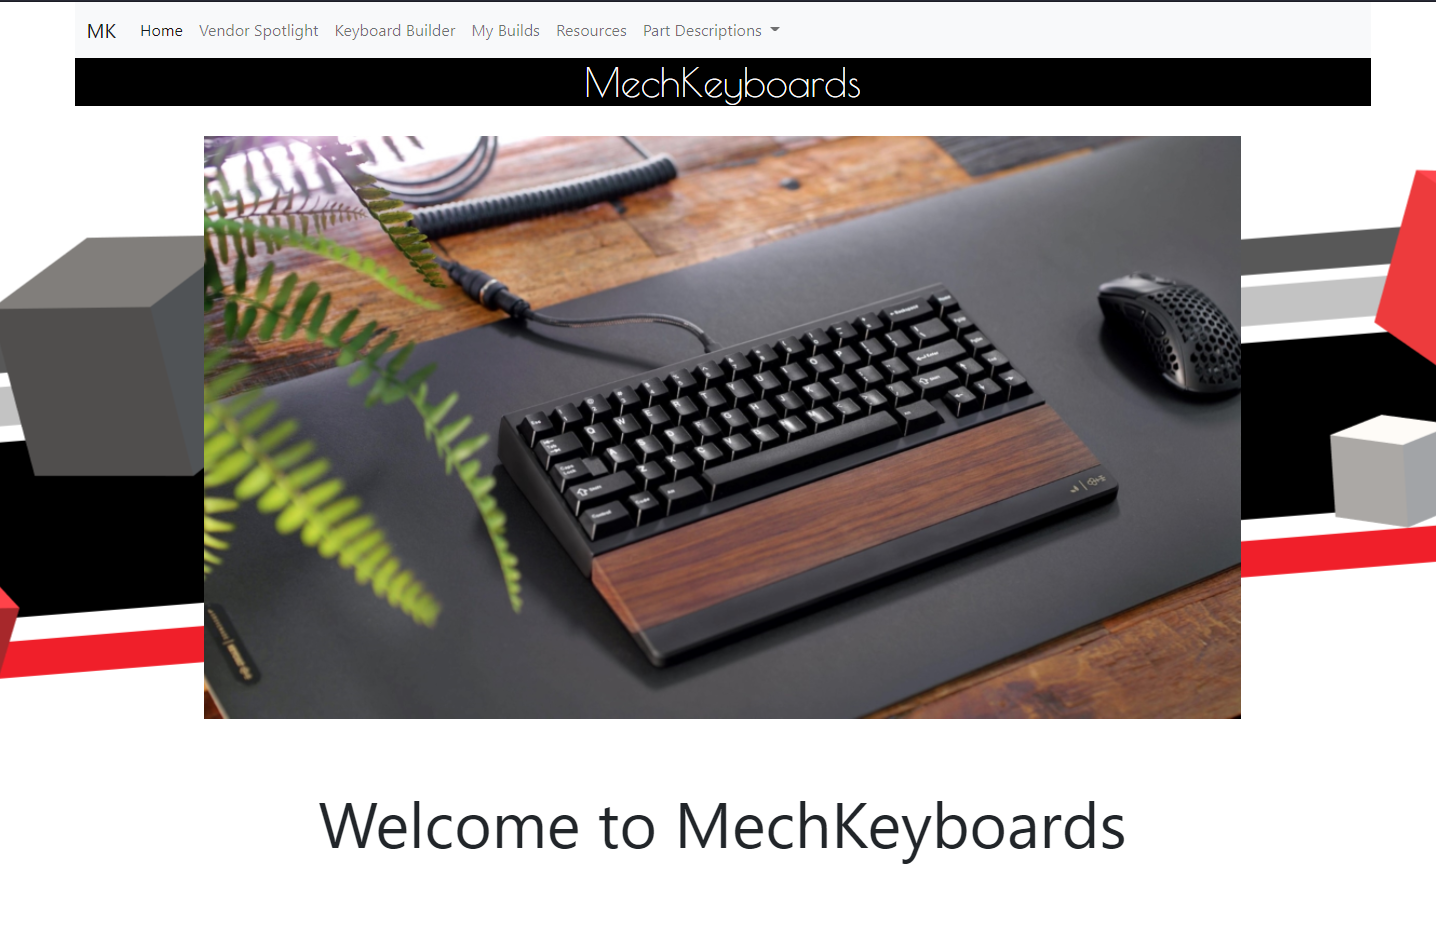 MK Home Vendor Spotlight Keyboard Builder My Builds Resources Part Descriptions
MechKeyboards
Welcome to MechKeyboards